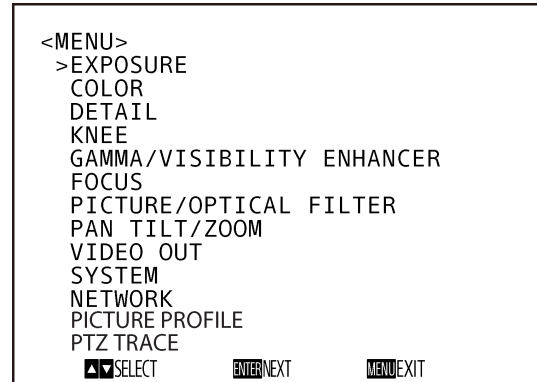 <MENU>
>EXPOSURE
COLOR
DETAIL
KNEE
GAMMA/VISIBILITY ENHANCER
FOCUS
PICTURE/OPTICAL FILTER
PAN TILT/ZOOM
VIDEO OUT
SYSTEM
NETWORK
PICTURE PROFILE
PTZ TRACE
▲▼SELECT ENTER NEXT MENU EXIT